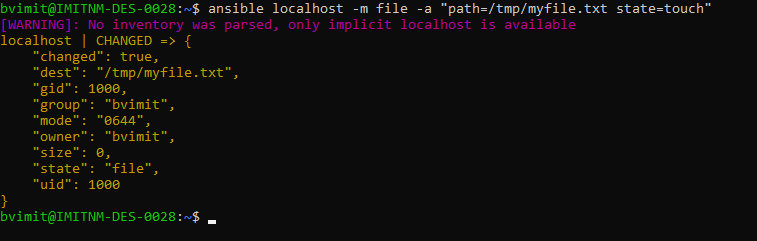 bvimit@IMITNM-DES-0028:~$ ansible localhost -m file -a "path=/tmp/myfile.txt state=touch"
[WARNING]: No inventory was parsed, only implicit localhost is available
localhost | CHANGED => {
    "changed": true,
    "dest": "/tmp/myfile.txt",
    "gid": 1000,
    "group": "bvimit",
    "mode": "0644",
    "owner": "bvimit",
    "size": 0,
    "state": "file",
    "uid": 1000
}
bvimit@IMITNM-DES-0028:~$